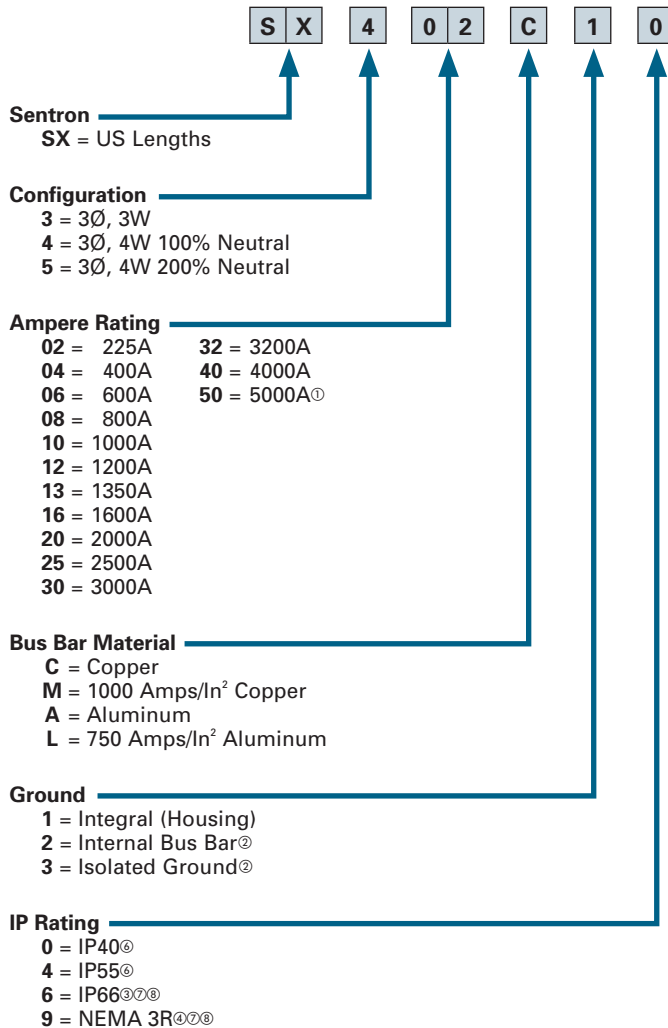 S X 4 0 2 C 1 0
Sentron
SX = US Lengths
Configuration
3 = 3Ø, 3W
4 = 3Ø, 4W 100% Neutral
5 = 3Ø, 4W 200% Neutral
Ampere Rating
02 = 225A 32 = 3200A
04 = 400A 40 = 4000A
06 = 600A 50 = 5000A①
08 = 800A
10 = 1000A
12 = 1200A
13 = 1350A
16 = 1600A
20 = 2000A
25 = 2500A
30 = 3000A
Bus Bar Material
C = Copper
M = 1000 Amps/In² Copper
A = Aluminum
L = 750 Amps/In² Aluminum
Ground
1 = Integral (Housing)
2 = Internal Bus Bar②
3 = Isolated Ground②
IP Rating
0 = IP40⑥
4 = IP55⑥
6 = IP66③⑦⑧
9 = NEMA 3R④⑦⑧